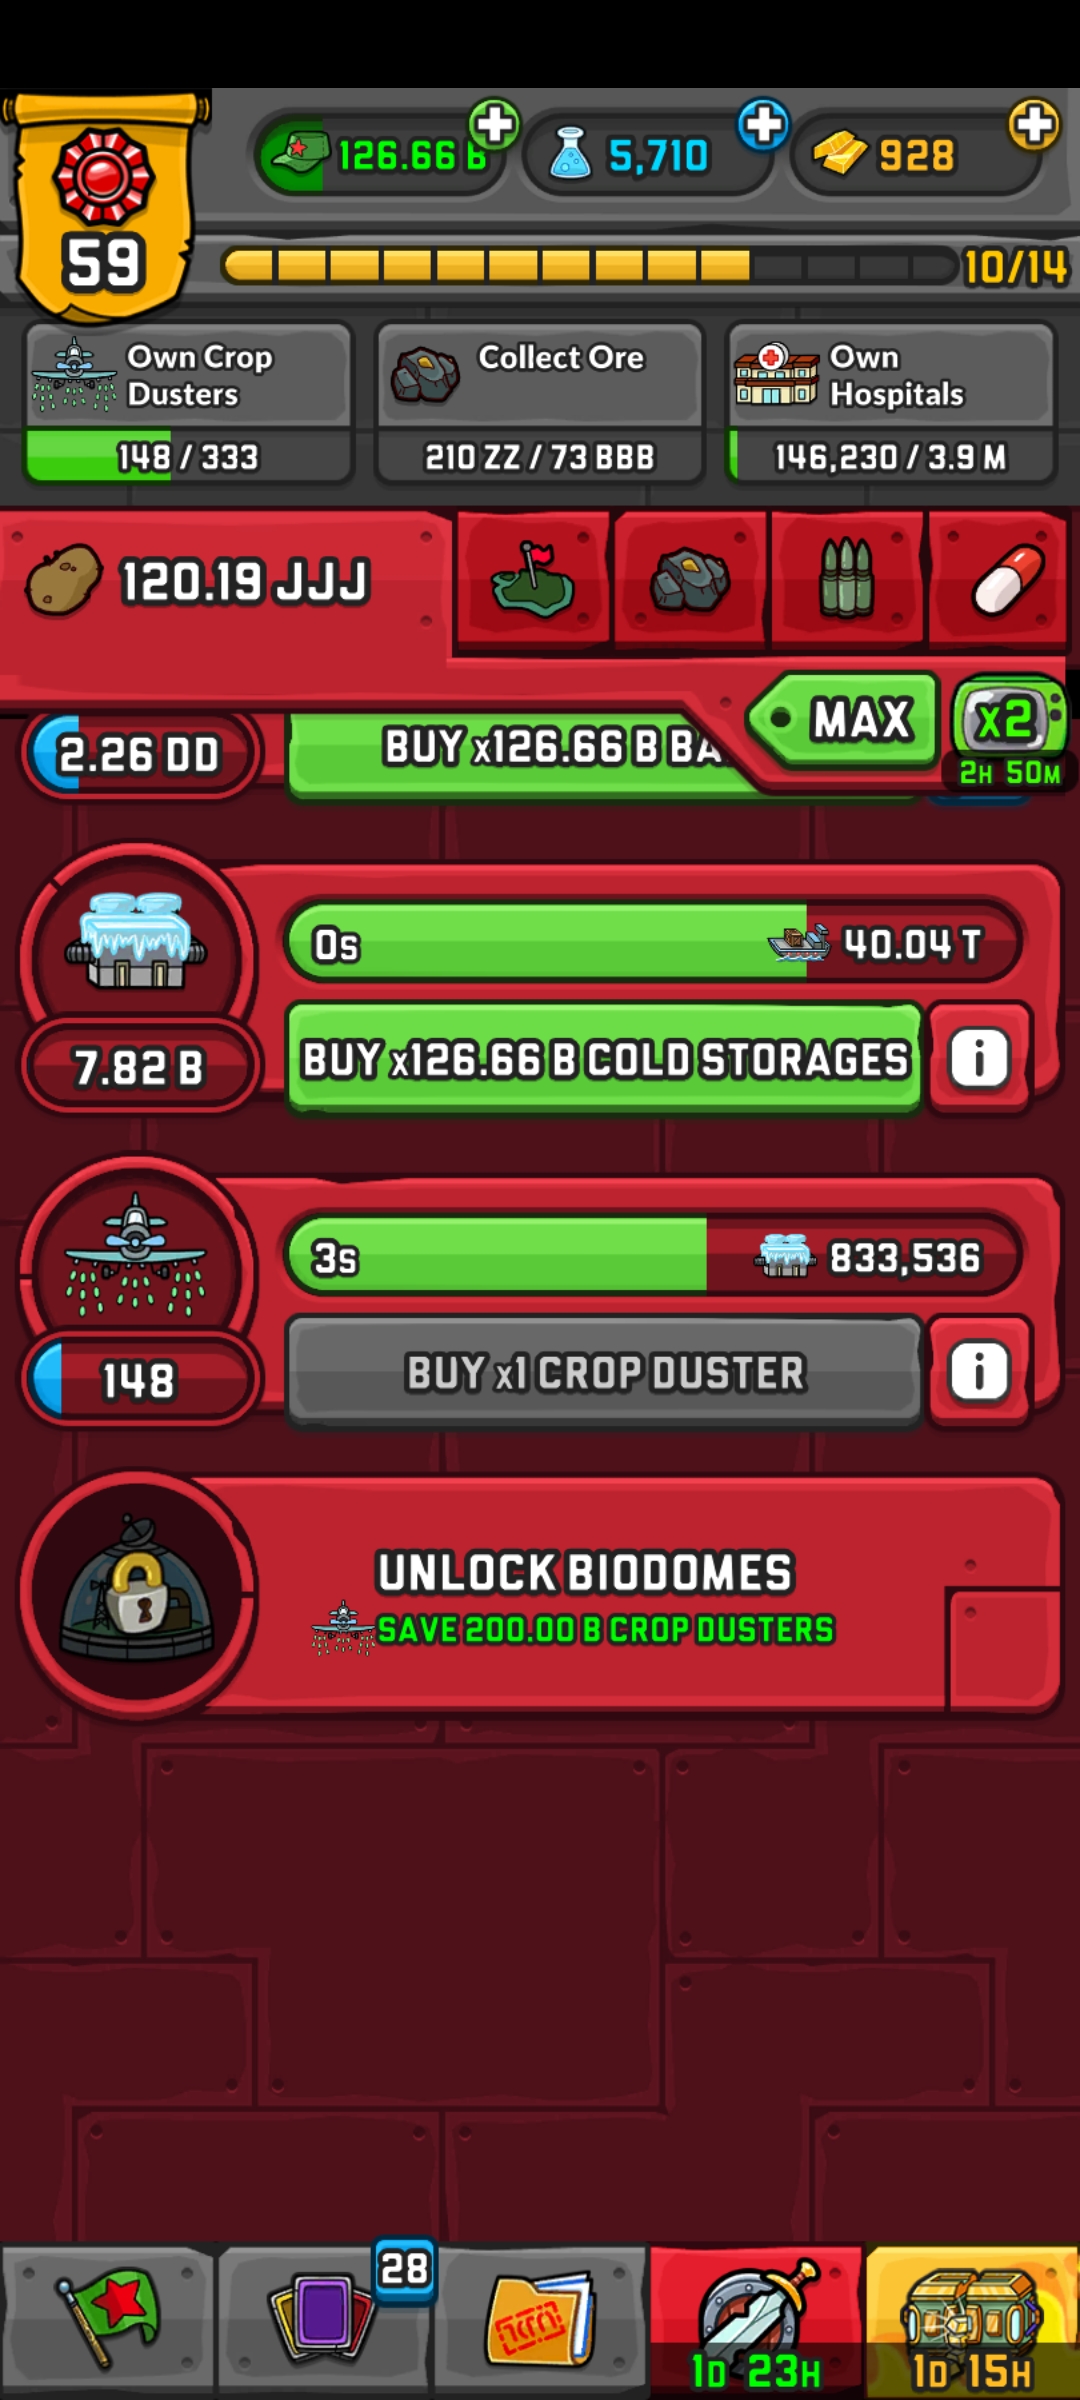 126.66 B
5,710
928
59
10/14
Own Crop
Dusters
148 / 333
Collect Ore
210 ZZ / 73 BBB
Own
Hospitals
146,230 / 3.9 M
120.19 JJJ
MAX
x2
2H 50M
2.26 DD
BUY x126.66 B BA
0s
40.04 T
7.82 B
BUY x126.66 B COLD STORAGES
i
3s
833,536
148
BUY x1 CROP DUSTER
i
UNLOCK BIODOMES
SAVE 200.00 B CROP DUSTERS
28
1D 23H
1D 15H